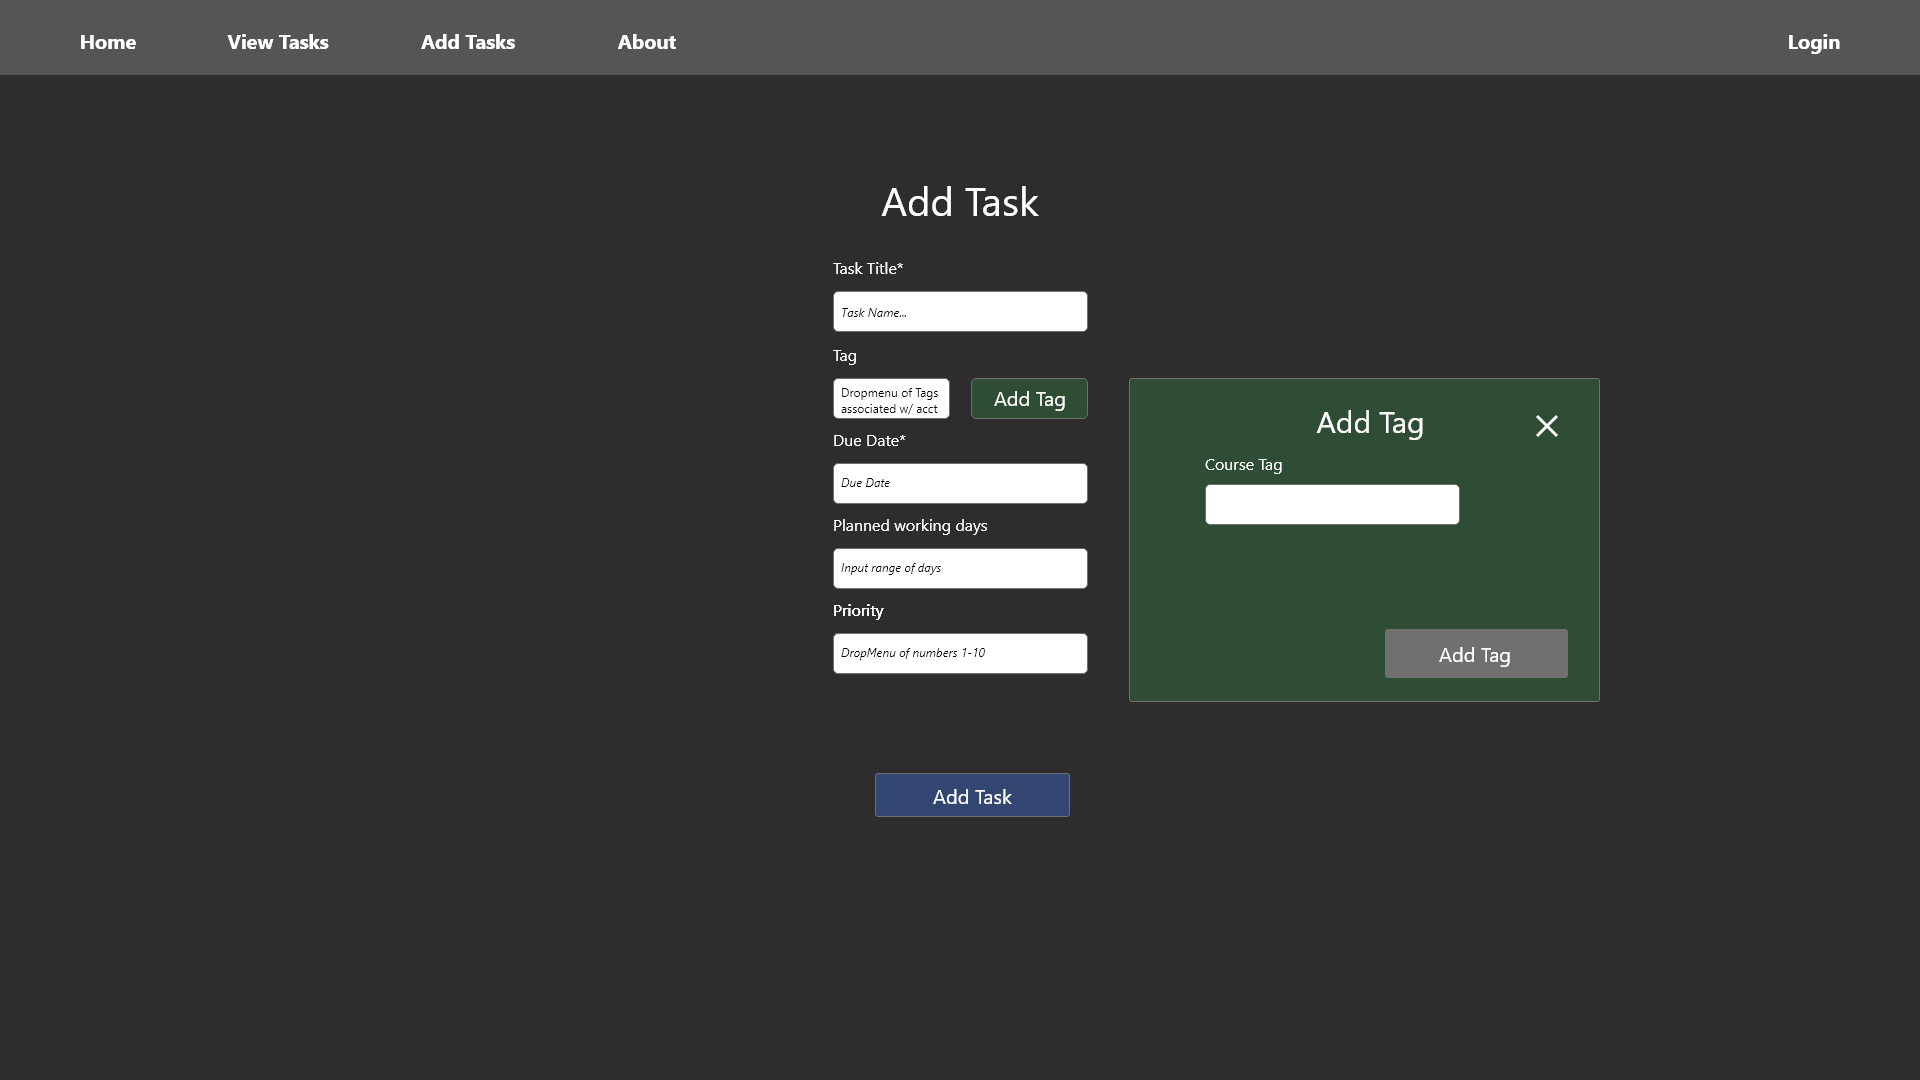 Home View Tasks Add Tasks About Login
Add Task
Task Title*
Task Name...
Tag
Dropmenu of Tags
associated w/ acct
Add Tag
Due Date*
Due Date
Planned working days
Input range of days
Priority
DropMenu of numbers 1-10
Add Task
Add Tag
Course Tag
Add Tag